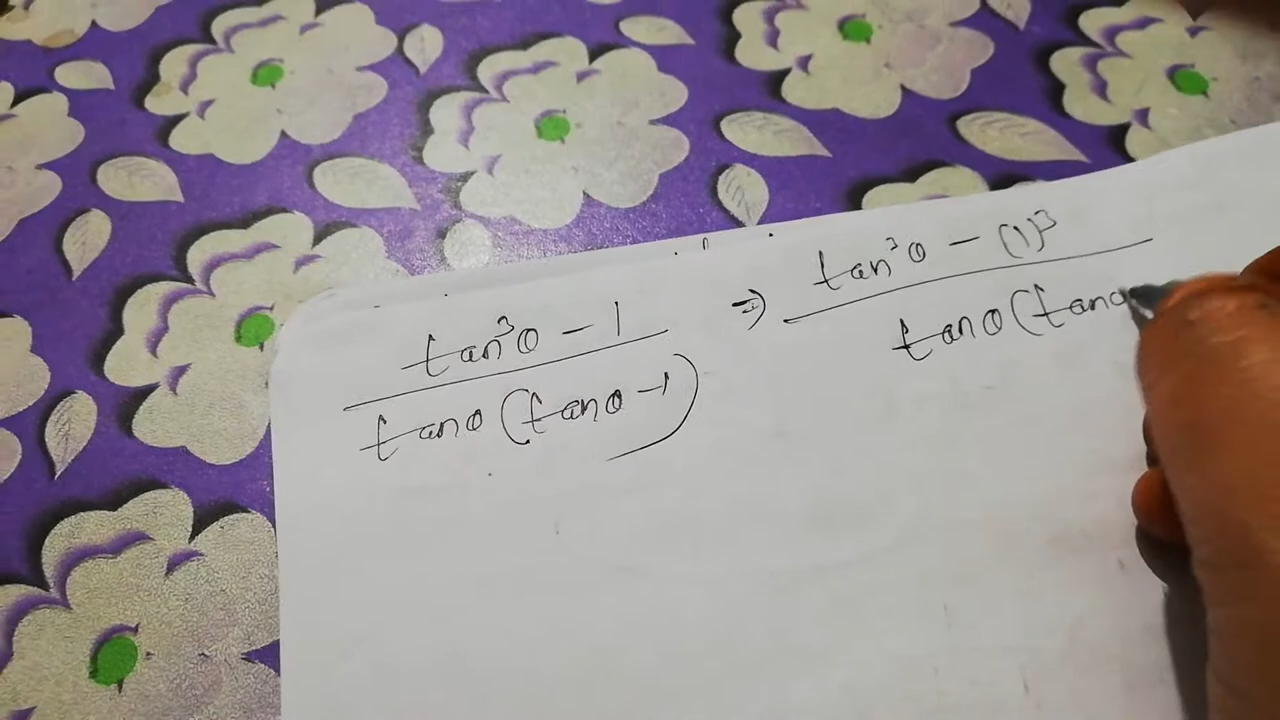 tan³θ - 1 ⇒ tan³θ - (1)³
tanθ (tanθ - 1) tanθ (tanθ